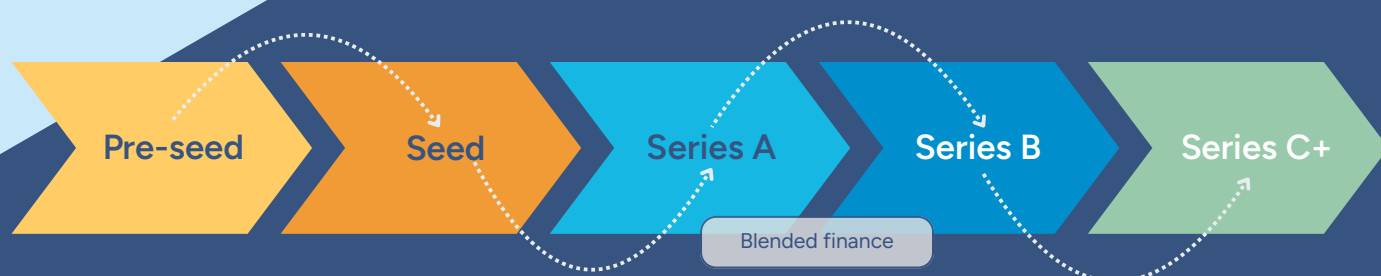 Pre-seed
Seed
Series A
Series B
Series C+
Blended finance